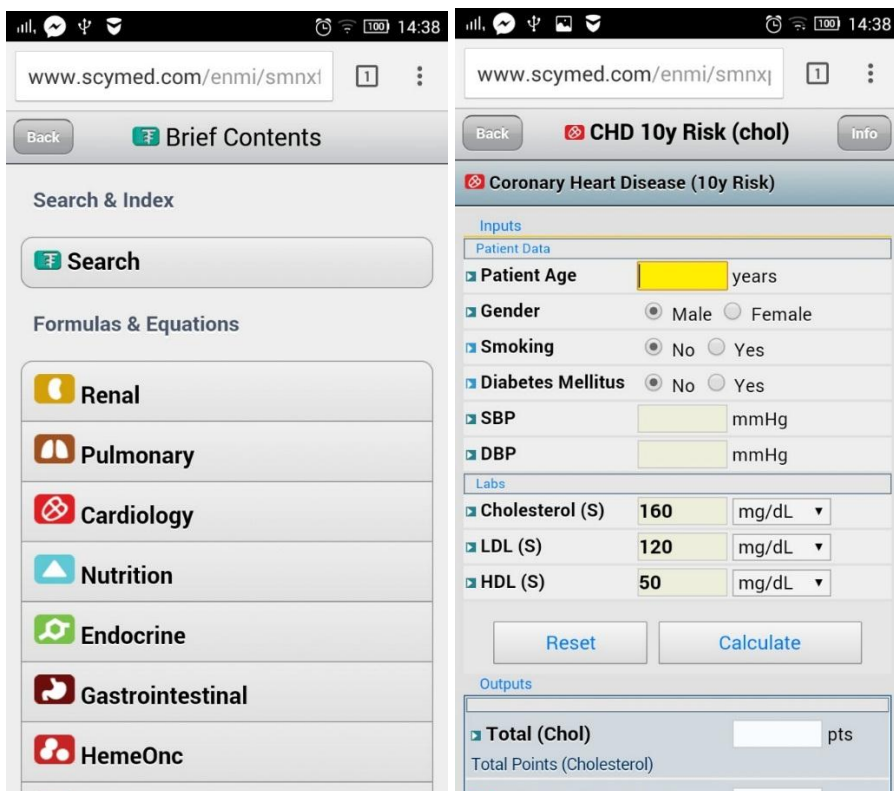 14:38
www.scymed.com/enmi/smnxf
1
Back
Brief Contents
Search & Index
Search
Formulas & Equations
Renal
Pulmonary
Cardiology
Nutrition
Endocrine
Gastrointestinal
HemeOnc
100
14:38
www.scymed.com/enmi/smnxp
1
Back
CHD 10y Risk (chol)
Info
Coronary Heart Disease (10y Risk)
Inputs
Patient Data
Patient Age years
Gender Male Female
Smoking No Yes
Diabetes Mellitus No Yes
SBP mmHg
DBP mmHg
Labs
Cholesterol (S) 160 mg/dL
LDL (S) 120 mg/dL
HDL (S) 50 mg/dL
Reset Calculate
Outputs
Total (Chol) pts
Total Points (Cholesterol)